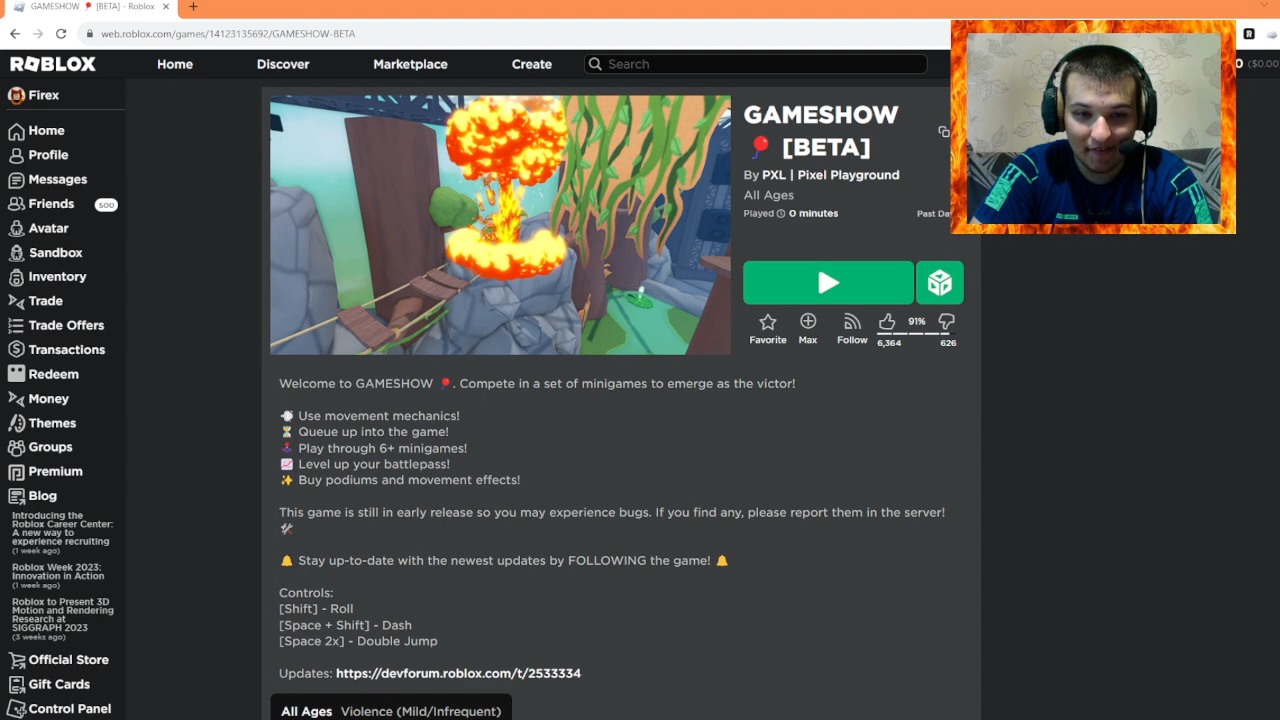 GAMESHOW 🎈 [BETA] - Roblox
web.roblox.com/games/14123135692/GAMESHOW-BETA
ROBLOX
Home
Discover
Marketplace
Create
Search
0 ($0.00
Firex
Home
Profile
Messages
Friends 500
Avatar
Sandbox
Inventory
Trade
Trade Offers
Transactions
Redeem
Money
Themes
Groups
Premium
Blog
Introducing the
Roblox Career Center:
A new way to
experience recruiting
(1 week ago)
Roblox Week 2023:
Innovation in Action
(1 week ago)
Roblox to Present 3D
Motion and Rendering
Research at
SIGGRAPH 2023
(3 weeks ago)
Official Store
Gift Cards
Control Panel
GAMESHOW
🎈 [BETA]
By PXL | Pixel Playground
All Ages
Played 0 minutes
Past Da
Favorite
Max
Follow
91%
6,364
626
Welcome to GAMESHOW 🎈. Compete in a set of minigames to emerge as the victor!
Use movement mechanics!
⏳ Queue up into the game!
🕹️ Play through 6+ minigames!
📈 Level up your battlepass!
✨ Buy podiums and movement effects!
This game is still in early release so you may experience bugs. If you find any, please report them in the server!
🛠️
🔔 Stay up-to-date with the newest updates by FOLLOWING the game! 🔔
Controls:
[Shift] - Roll
[Space + Shift] - Dash
[Space 2x] - Double Jump
Updates: https://devforum.roblox.com/t/2533334
All Ages Violence (Mild/Infrequent)